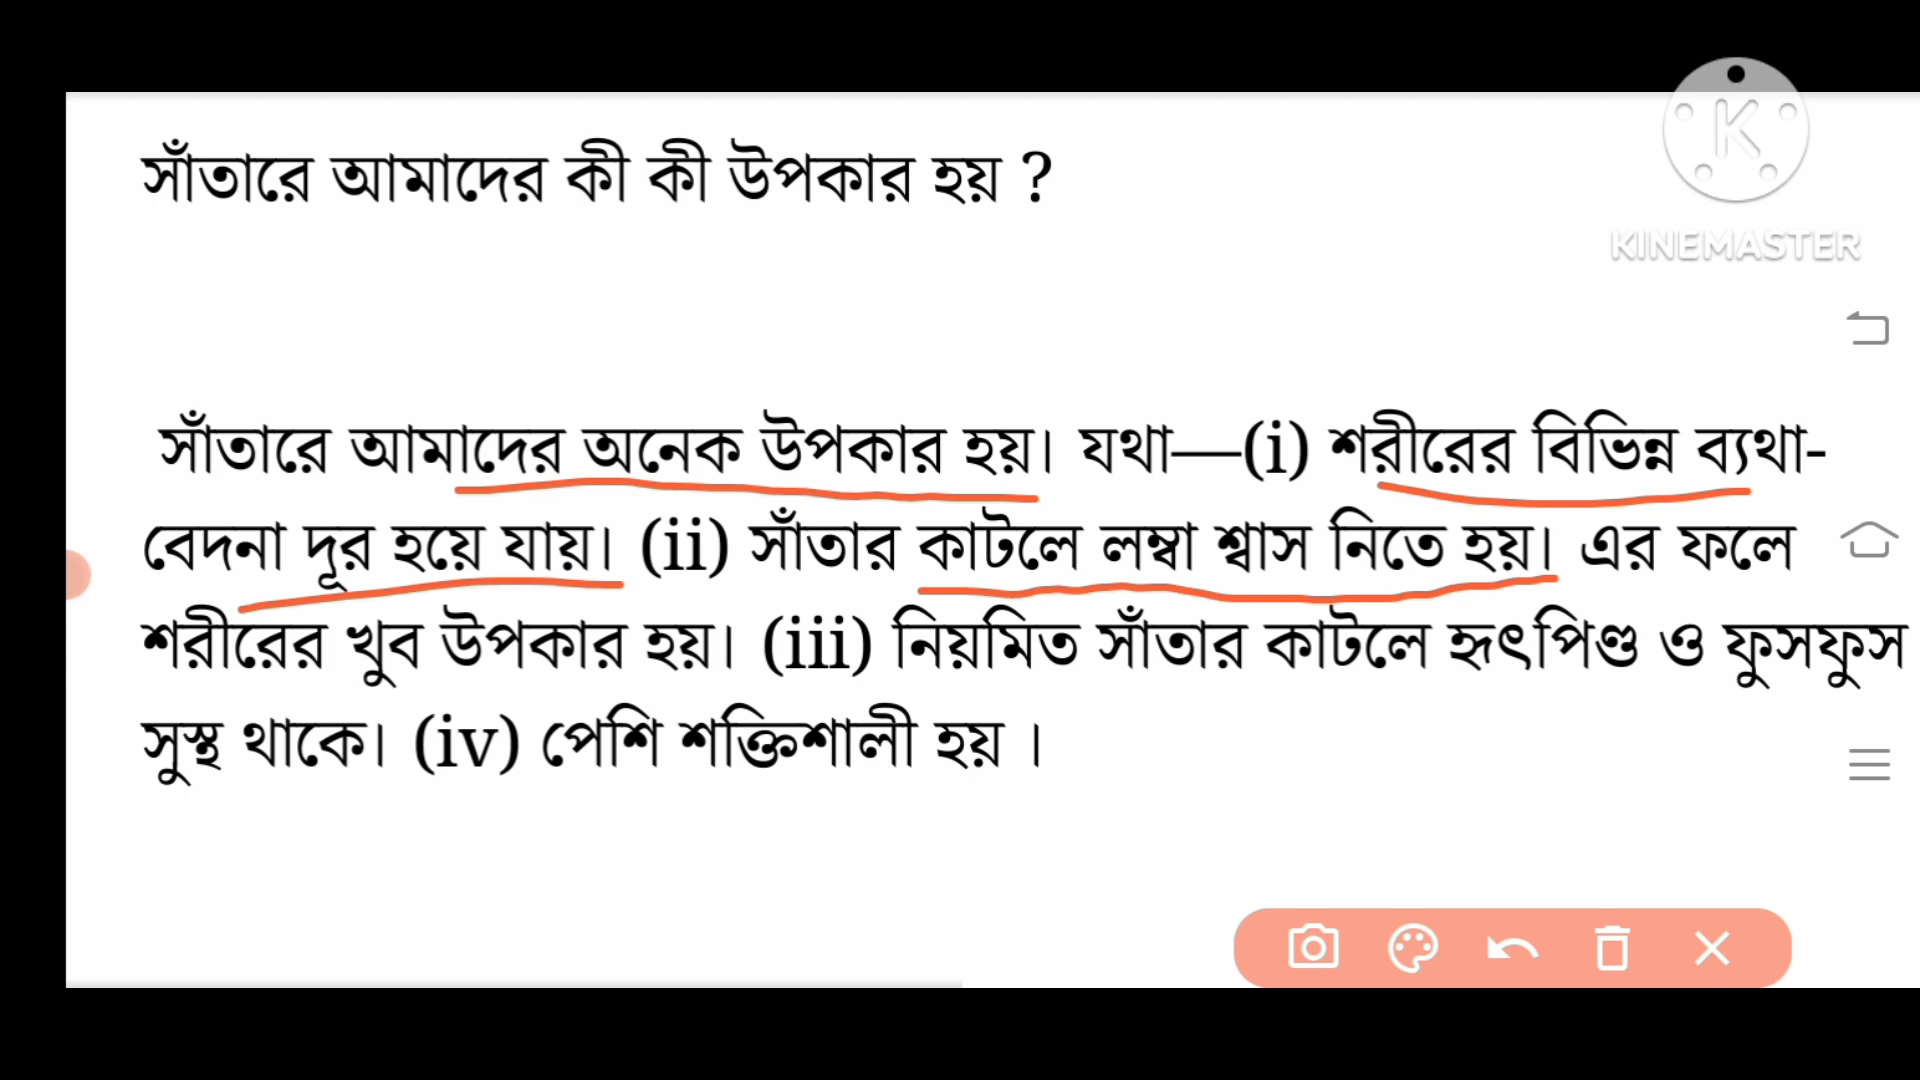 সাঁতারে আমাদের কী কী উপকার হয় ?
KINEMASTER
সাঁতারে আমাদের অনেক উপকার হয়। যথা—(i) শরীরের বিভিন্ন ব্যথা-
বেদনা দূর হয়ে যায়। (ii) সাঁতার কাটলে লম্বা শ্বাস নিতে হয়। এর ফলে
শরীরের খুব উপকার হয়। (iii) নিয়মিত সাঁতার কাটলে হৃৎপিণ্ড ও ফুসফুস
সুস্থ থাকে। (iv) পেশি শক্তিশালী হয় ।